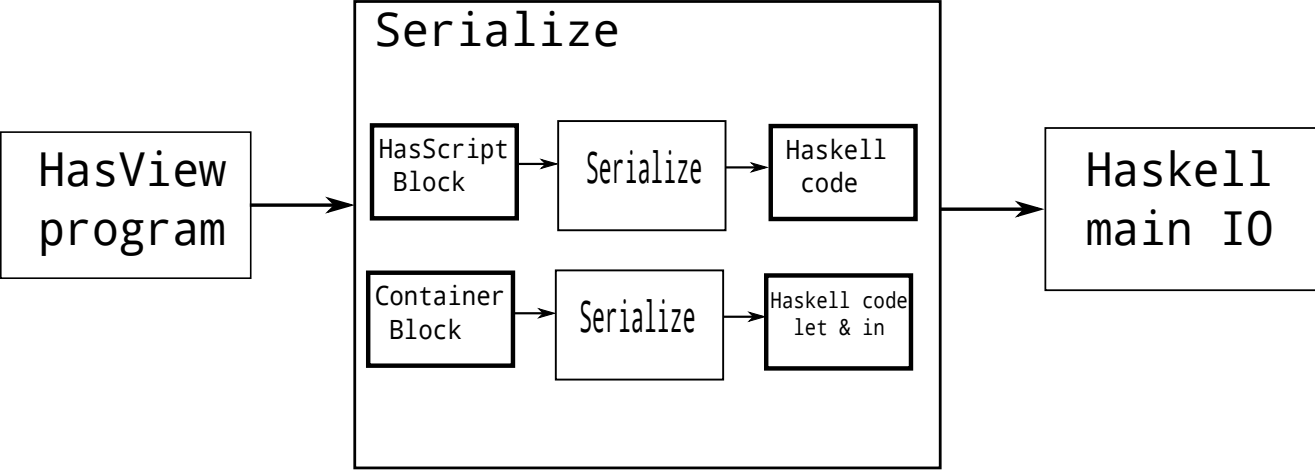 Serialize
HasView
program
HasScript
Block
Serialize
Haskell
code
Container
Block
Serialize
Haskell code
let & in
Haskell
main IO